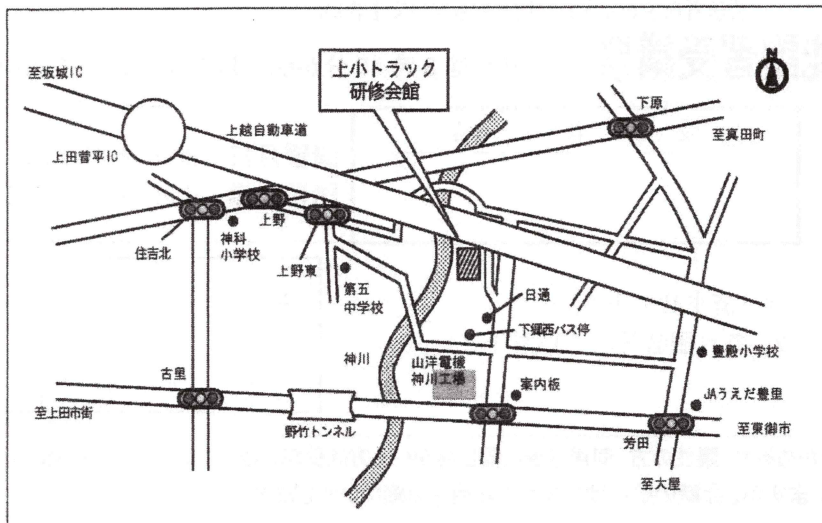 上小トラック
研修会館
N
至坂城IC
上越自動車道
下原
至真田町
上田菅平IC
住吉北
上野
神科
小学校
上野東
第五
中学校
日通
下郷西バス停
神川
山洋電機
神川工場
案内板
豊殿小学校
古里
JAうえだ豊里
至上田市街
野竹トンネル
芳田
至東御市
至大屋